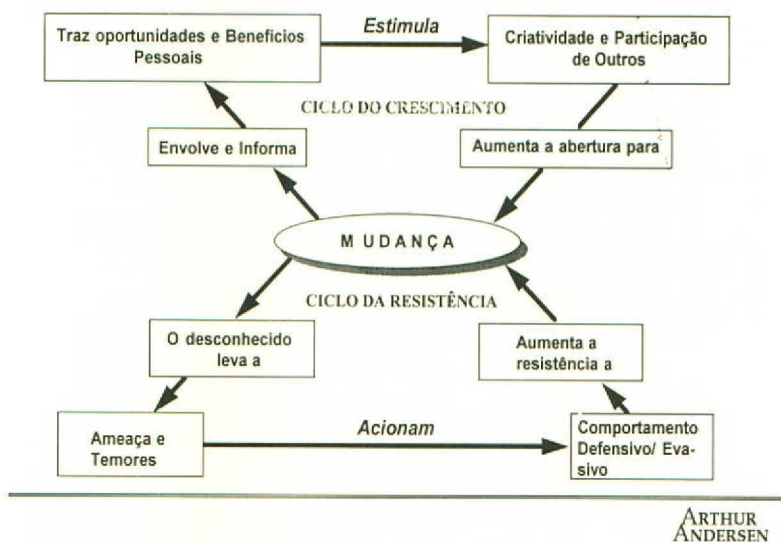 Traz oportunidades e Benefícios
Pessoais
Estimula
Criatividade e Participação
de Outros
CICLO DO CRESCIMENTO
Envolve e Informa
Aumenta a abertura para
MUDANÇA
CICLO DA RESISTÊNCIA
O desconhecido
leva a
Aumenta a
resistência a
Ameaça e
Temores
Acionam
Comportamento
Defensivo/ Eva-
sivo
ARTHUR
ANDERSEN